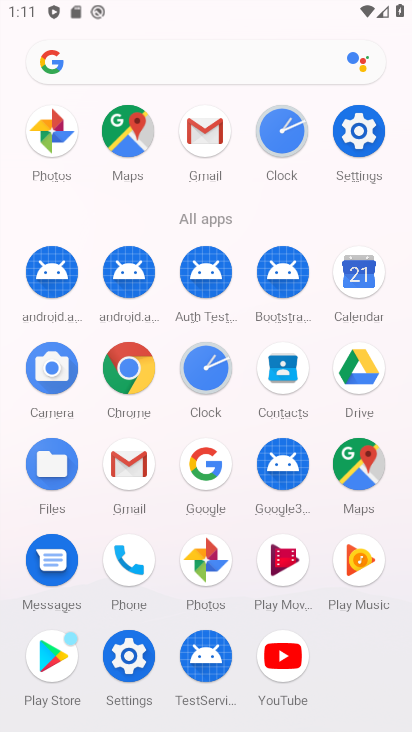 1:11
Photos Maps Gmail Clock Settings
All apps
android.a... android.a... Auth Test... Bootstra... Calendar
21
Camera Chrome Clock Contacts Drive
Files Gmail Google Google3... Maps
Messages Phone Photos Play Mov... Play Music
Play Store Settings TestServi... YouTube